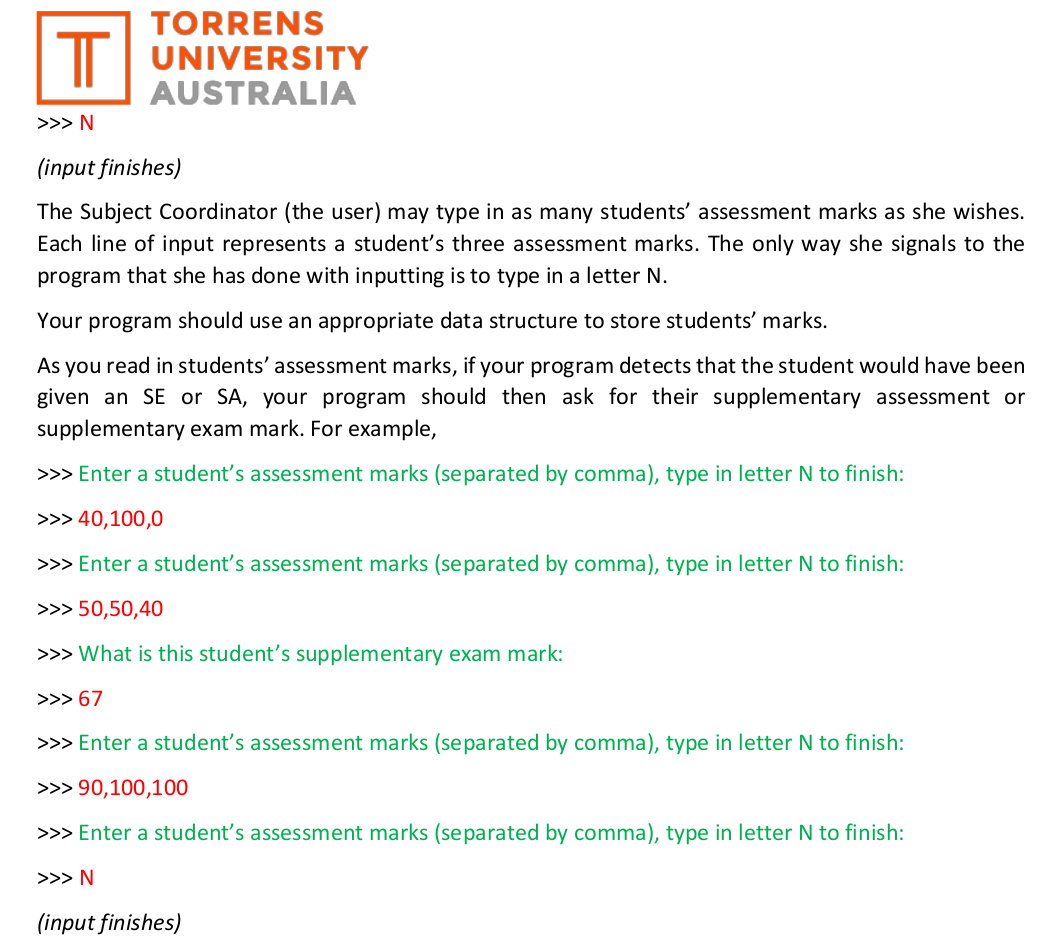 TORRENS
UNIVERSITY
AUSTRALIA
>>> N
(input finishes)
The Subject Coordinator (the user) may type in as many students’ assessment marks as she wishes.
Each line of input represents a student’s three assessment marks. The only way she signals to the
program that she has done with inputting is to type in a letter N.
Your program should use an appropriate data structure to store students’ marks.
As you read in students’ assessment marks, if your program detects that the student would have been
given an SE or SA, your program should then ask for their supplementary assessment or
supplementary exam mark. For example,
>>> Enter a student’s assessment marks (separated by comma), type in letter N to finish:
>>> 40,100,0
>>> Enter a student’s assessment marks (separated by comma), type in letter N to finish:
>>> 50,50,40
>>> What is this student’s supplementary exam mark:
>>> 67
>>> Enter a student’s assessment marks (separated by comma), type in letter N to finish:
>>> 90,100,100
>>> Enter a student’s assessment marks (separated by comma), type in letter N to finish:
>>> N
(input finishes)